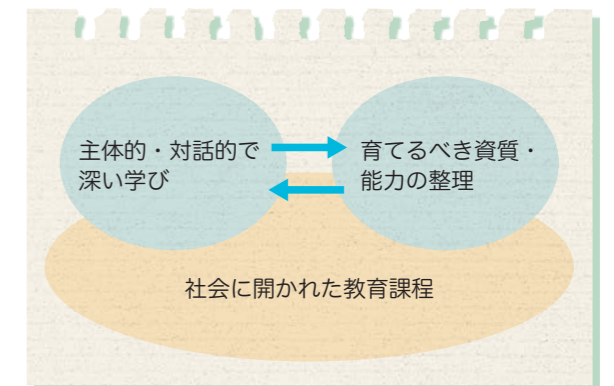 主体的・対話的で
深い学び
育てるべき資質・
能力の整理
社会に開かれた教育課程